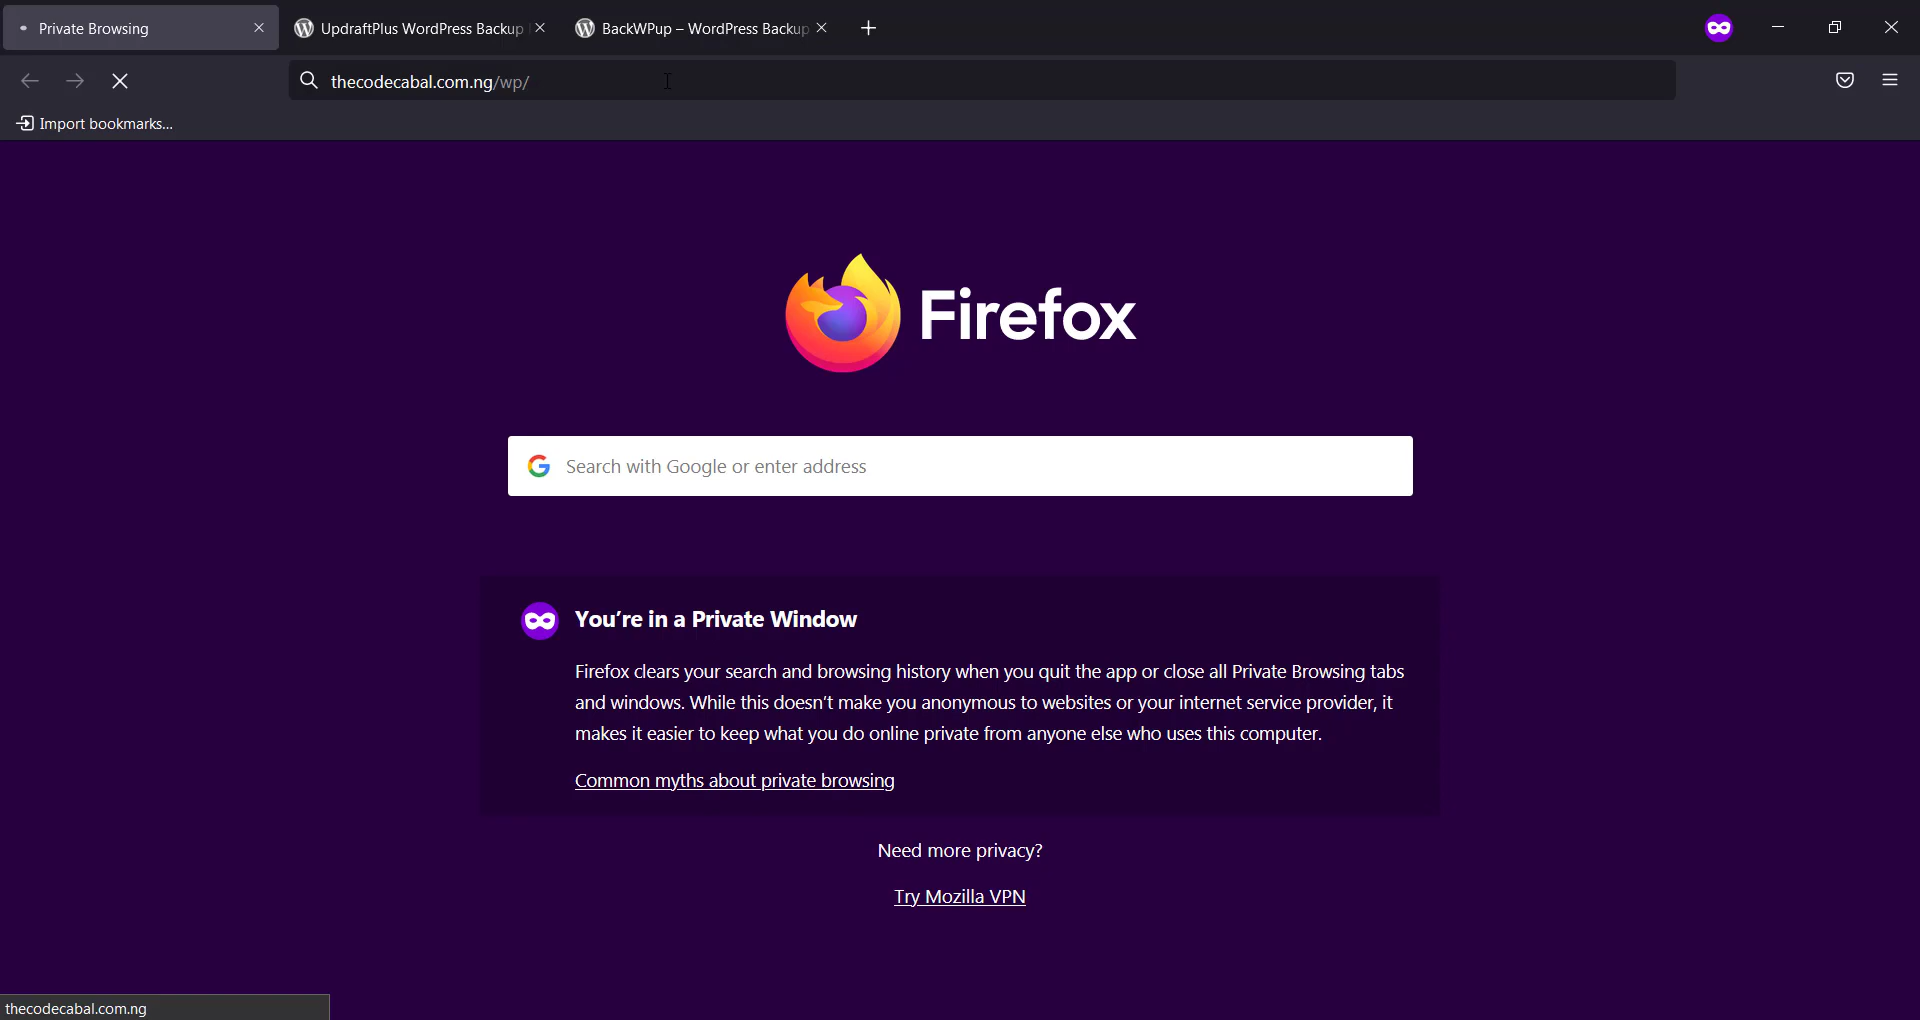 Private Browsing
UpdraftPlus WordPress Backup
BackWPup – WordPress Backup
thecodecabal.com.ng/wp/
Import bookmarks...
Firefox
Search with Google or enter address
You're in a Private Window
Firefox clears your search and browsing history when you quit the app or close all Private Browsing tabs
and windows. While this doesn't make you anonymous to websites or your internet service provider, it
makes it easier to keep what you do online private from anyone else who uses this computer.
Common myths about private browsing
Need more privacy?
Try Mozilla VPN
thecodecabal.com.ng